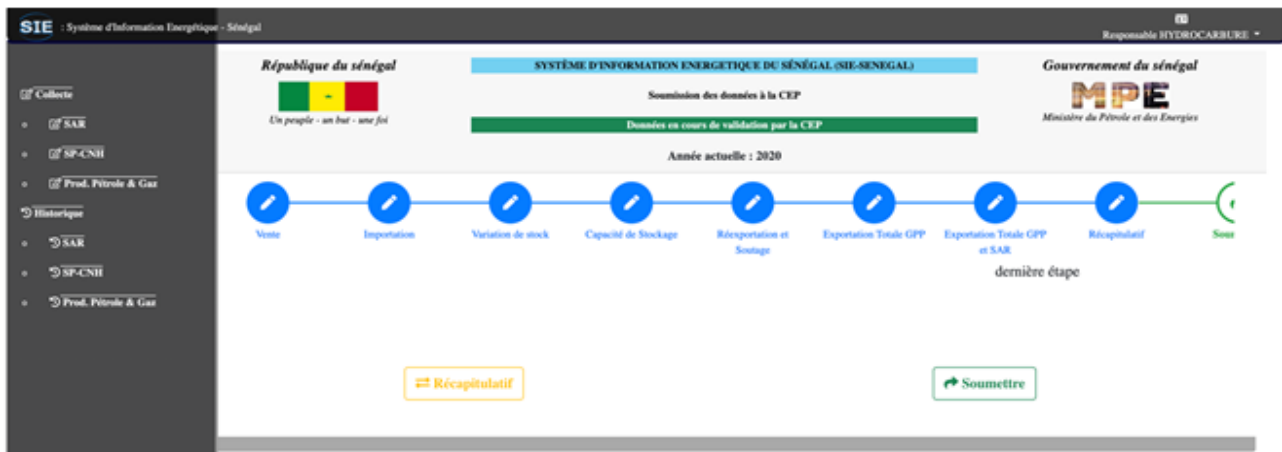 SIE : Système d'Information Energétique - Sénégal
Responsable HYDROCARBURE
Collecte
SAR
SP-CNH
Prod. Pétrole & Gaz
Historique
SAR
SP-CNH
Prod. Pétrole & Gaz
République du sénégal
Un peuple - un but - une foi
SYSTÈME D'INFORMATION ENERGETIQUE DU SÉNÉGAL (SIE-SENEGAL)
Soumission des données à la CEP
Données en cours de validation par la CEP
Année actuelle : 2020
Gouvernement du sénégal
MPE
Ministère du Pétrole et des Energies
Vente
Importation
Variation de stock
Capacité de Stockage
Réexportation et
Soutage
Exportation Totale GPP
Exportation Totale GPP
et SAR
Récapitulatif
Sou
dernière étape
Récapitulatif
Soumettre